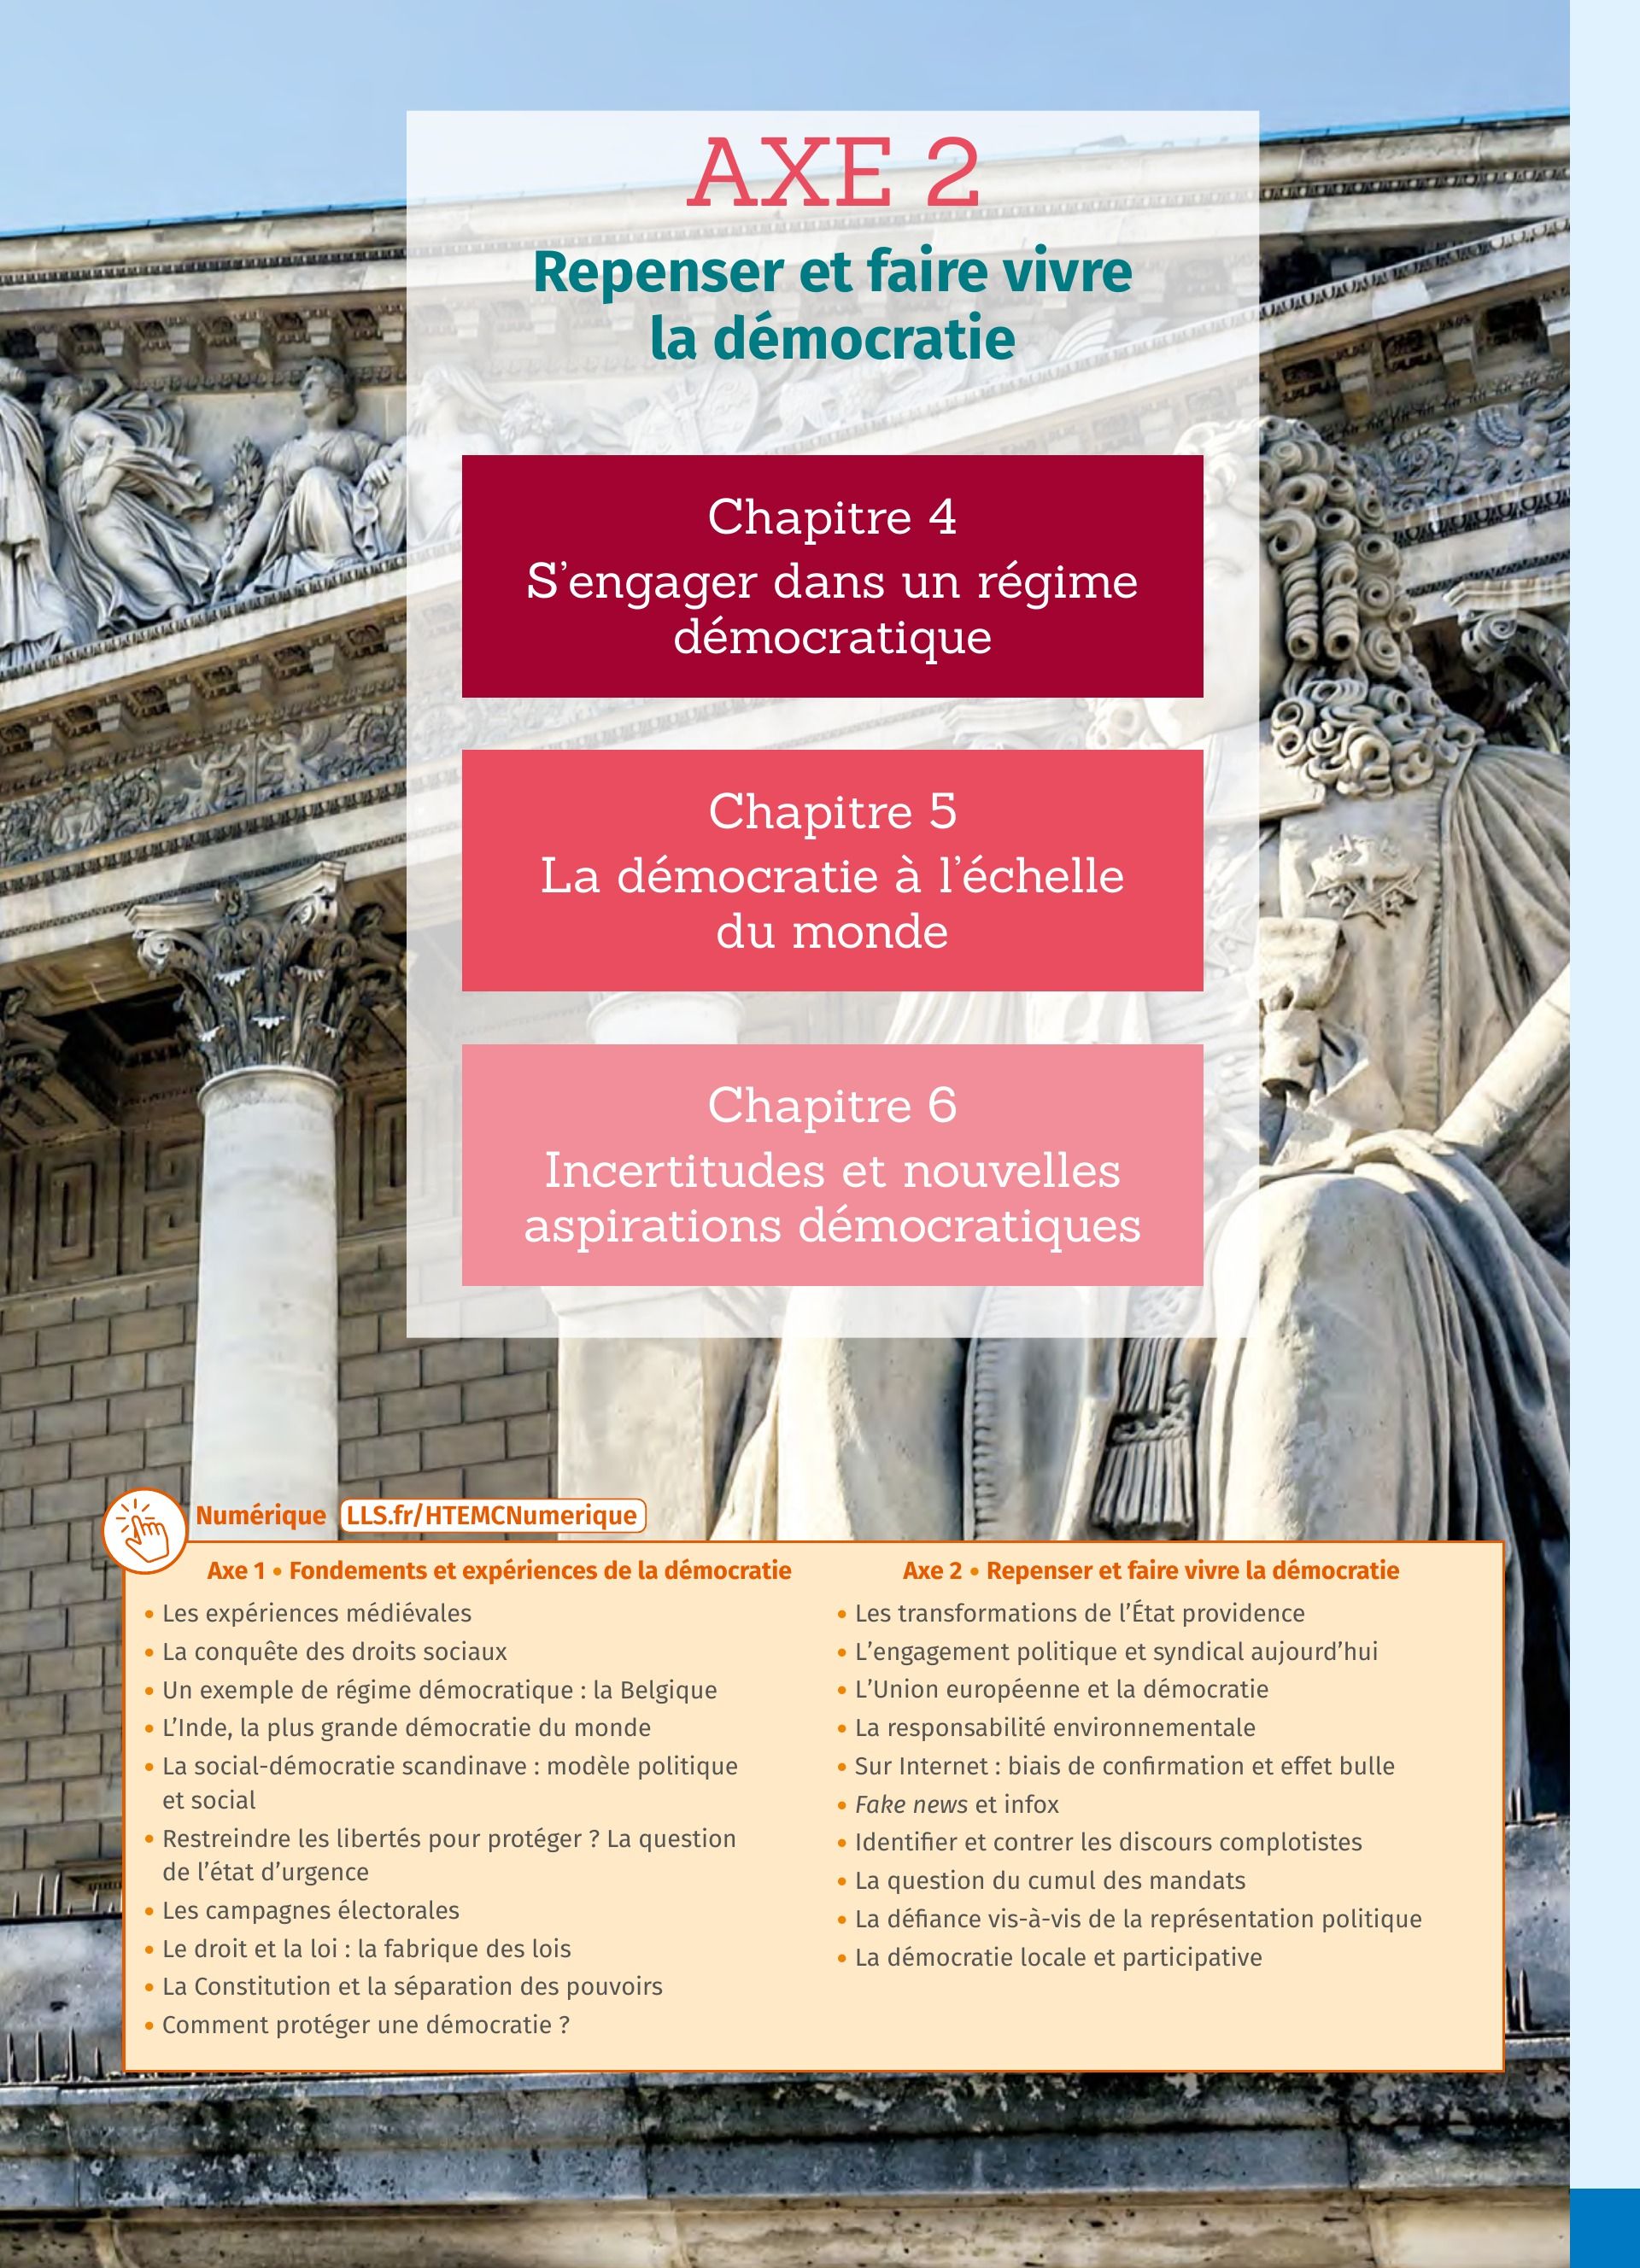 AXE 2
Repenser et faire vivre
la démocratie
Chapitre 4
S'engager dans un régime
démocratique
Chapitre 5
La démocratie à l'échelle
du monde
Chapitre 6
Incertitudes et nouvelles
aspirations démocratiques
Numérique LLS.fr/HTEMCNumerique
Axe 1 • Fondements et expériences de la démocratie
• Les expériences médiévales
• La conquête des droits sociaux
• Un exemple de régime démocratique : la Belgique
• L'Inde, la plus grande démocratie du monde
• La social-démocratie scandinave : modèle politique
et social
• Restreindre les libertés pour protéger ? La question
de l'état d'urgence
• Les campagnes électorales
• Le droit et la loi : la fabrique des lois
• La Constitution et la séparation des pouvoirs
• Comment protéger une démocratie ?
Axe 2 • Repenser et faire vivre la démocratie
• Les transformations de l'État providence
• L'engagement politique et syndical aujourd'hui
• L'Union européenne et la démocratie
• La responsabilité environnementale
• Sur Internet : biais de confirmation et effet bulle
• Fake news et infox
• Identifier et contrer les discours complotistes
• La question du cumul des mandats
• La défiance vis-à-vis de la représentation politique
• La démocratie locale et participative